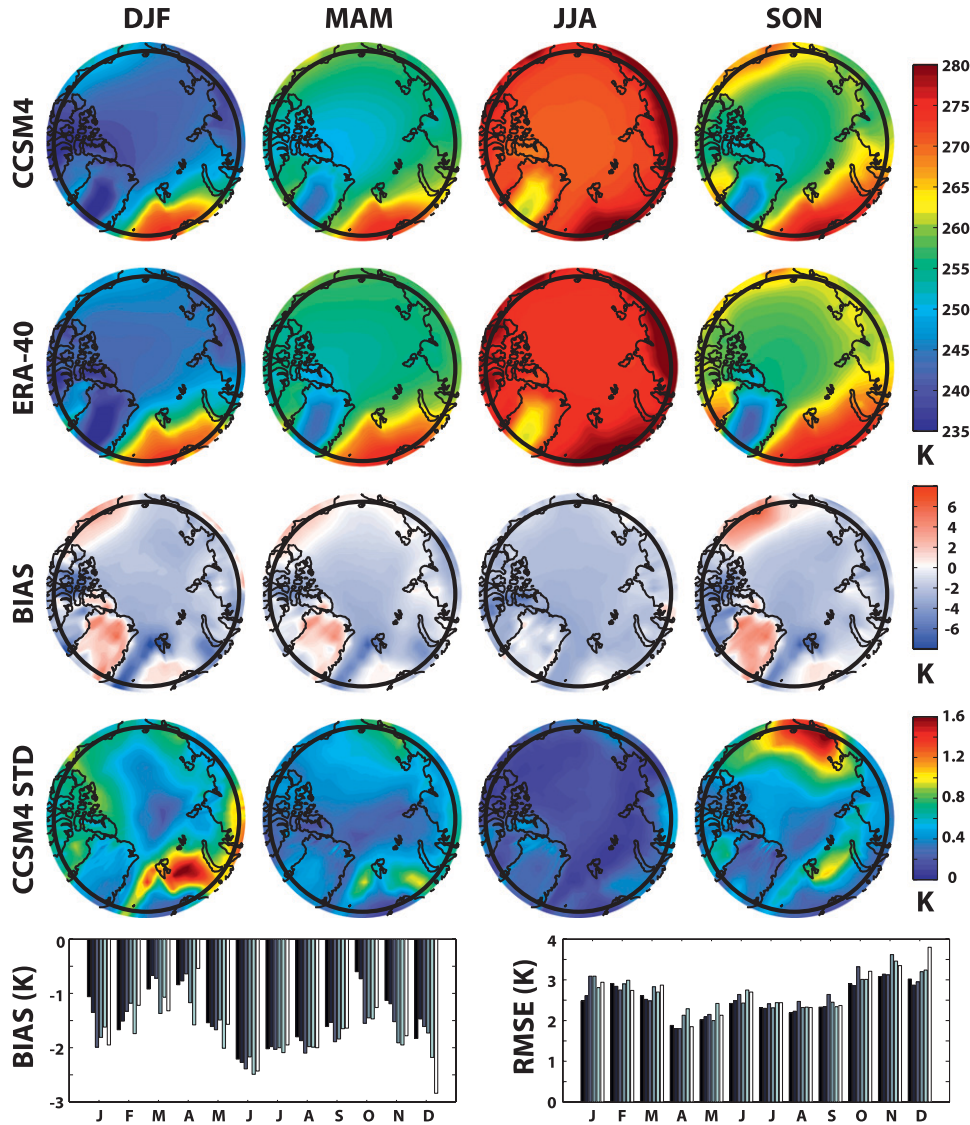 DJF MAM JJA SON
CCSM4
280
275
270
265
260
255
250
245
240
235
K
ERA-40
BIAS
6
4
2
0
-2
-4
-6
K
CCSM4 STD
1.6
1.2
0.8
0.4
0
K
BIAS (K)
0
-1
-2
-3
J F M A M J J A S O N D
RMSE (K)
4
3
2
1
0
J F M A M J J A S O N D